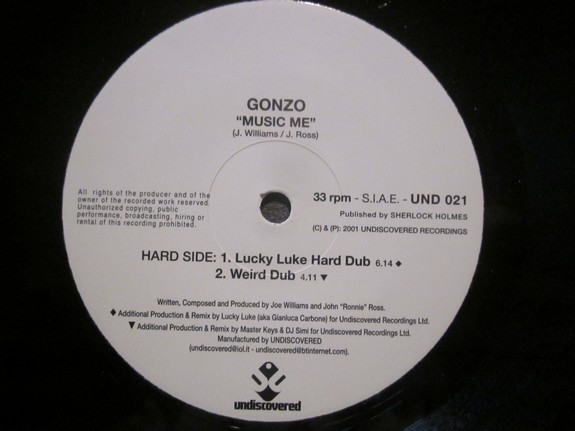 GONZO
"MUSIC ME"
(J. Williams / J. Ross)
All rights of the producer and of the
owner of the recorded work reserved.
Unauthorized copying, public
performance, broadcasting, hiring or
rental of this recording prohibited.
33 rpm - S.I.A.E. - UND 021
Published by SHERLOCK HOLMES
(C) & (P): 2001 UNDISCOVERED RECORDINGS
HARD SIDE: 1. Lucky Luke Hard Dub 6.14 ◆
2. Weird Dub 4.11 ▼
Written, Composed and Produced by Joe Williams and John "Ronnie" Ross.
◆ Additional Production & Remix by Lucky Luke (aka Gianluca Carbone) for Undiscovered Recordings Ltd.
▼ Additional Production & Remix by Master Keys & DJ Simi for Undiscovered Recordings Ltd.
Manufactured by UNDISCOVERED
(undiscovered@iol.it - undiscovered@btinternet.com).
undiscovered